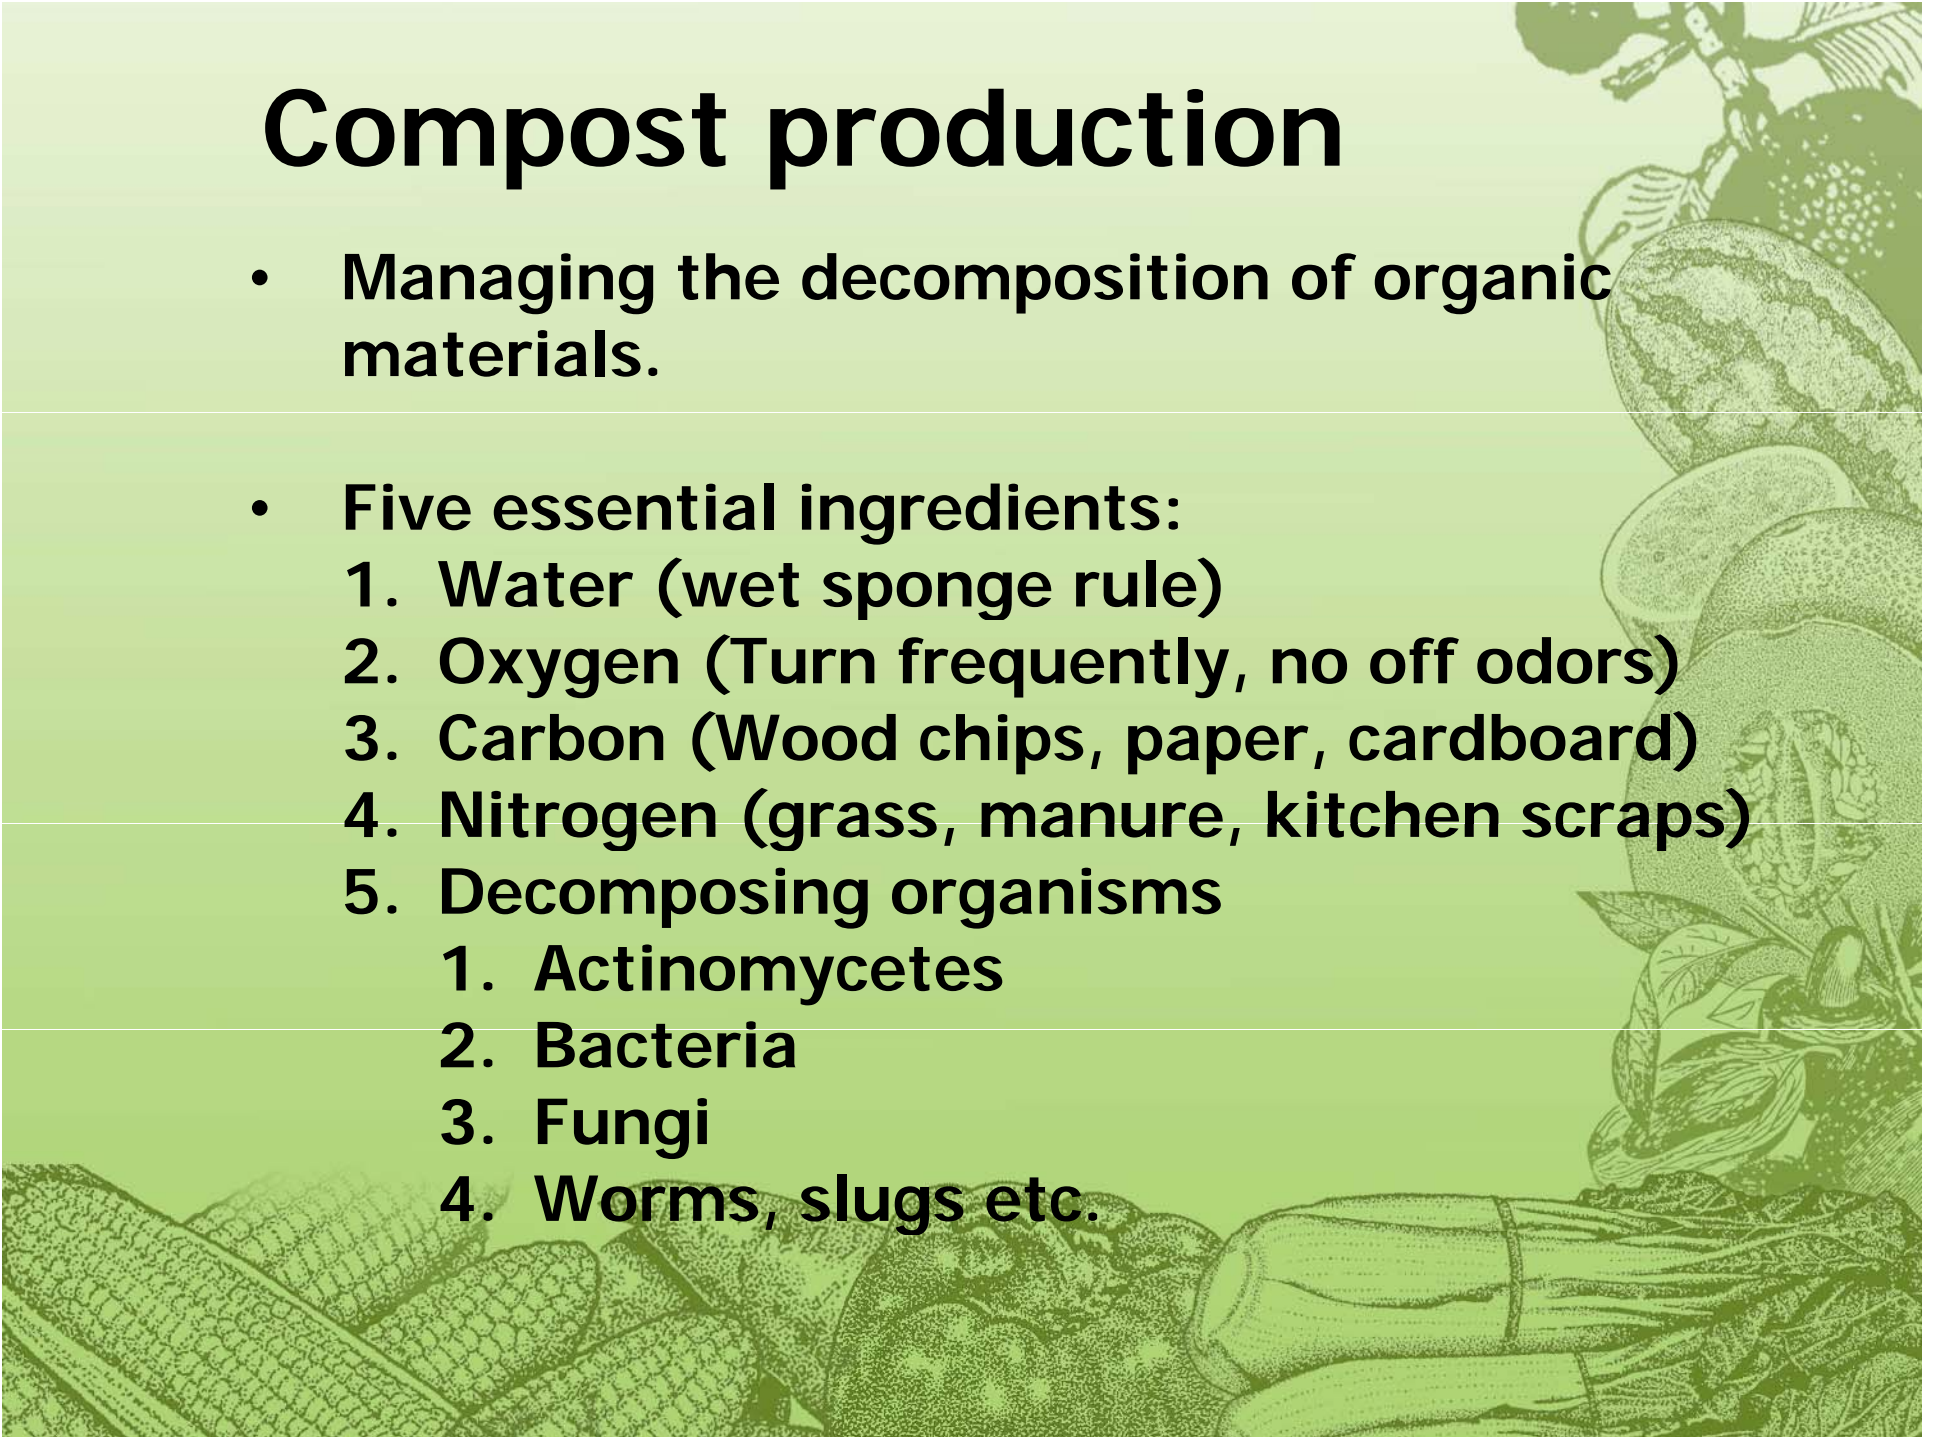 Compost production
• Managing the decomposition of organic
materials.
• Five essential ingredients:
1. Water (wet sponge rule)
2. Oxygen (Turn frequently, no off odors)
3. Carbon (Wood chips, paper, cardboard)
4. Nitrogen (grass, manure, kitchen scraps)
5. Decomposing organisms
1. Actinomycetes
2. Bacteria
3. Fungi
4. Worms, slugs etc.